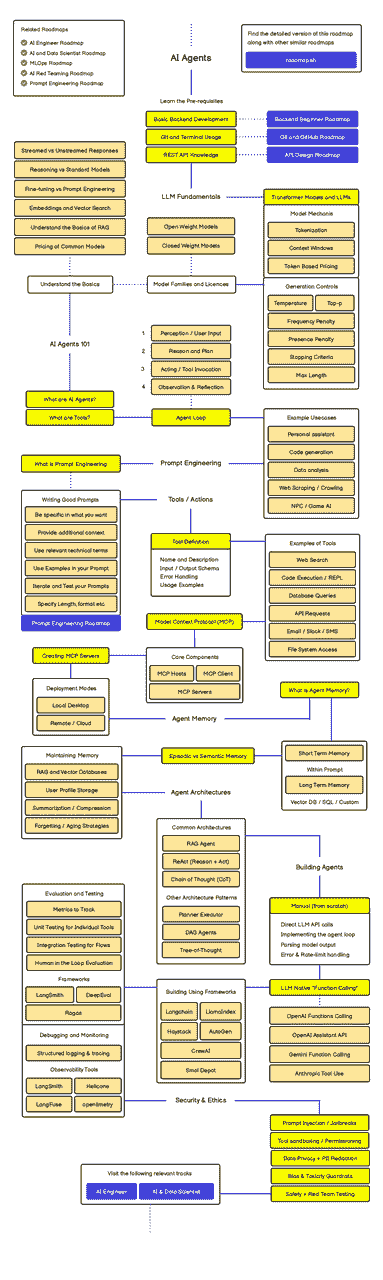 Related Roadmaps
AI Engineer Roadmap
AI and Data Scientist Roadmap
MLOps Roadmap
AI Red Teaming Roadmap
Prompt Engineering Roadmap
AI Agents
Find the detailed version of this roadmap
along with other similar roadmaps
roadmap.sh
Learn the Pre-requisites
Basic Backend Development
Backend Beginner Roadmap
Git and Terminal Usage
Git and GitHub Roadmap
REST API Knowledge
API Design Roadmap
Streamed vs Unstreamed Responses
Reasoning vs Standard Models
Fine-tuning vs Prompt Engineering
Embeddings and Vector Search
Understand the Basics of RAG
Pricing of Common Models
Understand the Basics
LLM Fundamentals
Open Weight Models
Closed Weight Models
Model Families and Licences
Transformer Models and LLMs
Model Mechanis
Tokenization
Context Windows
Token Based Pricing
Generation Controls
Temperature
Top-p
Frequency Penalty
Presence Penalty
Stopping Criteria
Max Length
AI Agents 101
1
Perception / User Input
2
Reason and Plan
3
Acting / Tool Invocation
4
Observation & Reflection
What are AI Agents?
What are Tools?
Agent Loop
Example Usecases
Personal assistant
Code generation
Data analysis
Web Scraping / Crawling
NPC / Game AI
What is Prompt Engineering
Prompt Engineering
Writing Good Prompts
Be specific in what you want
Provide additional context
Use relevant technical terms
Use Examples in your Prompt
Iterate and Test your Prompts
Specify Length, format etc
Prompt Engineering Roadmap
Tools / Actions
Tool Definition
Name and Description
Input / Output Schema
Error Handling
Usage Examples
Examples of Tools
Web Search
Code Execution / REPL
Database Queries
API Requests
Email / Slack / SMS
File System Access
Model Context Protocol (MCP)
Creating MCP Servers
Core Components
MCP Hosts
MCP Client
MCP Servers
Deployment Modes
Local Desktop
Remote / Cloud
Agent Memory
What is Agent Memory?
Maintaining Memory
RAG and Vector Databases
User Profile Storage
Summarization / Compression
Forgetting / Aging Strategies
Episodic vs Semantic Memory
Short Term Memory
Within Prompt
Long Term Memory
Vector DB / SQL / Custom
Agent Architectures
Common Architectures
RAG Agent
ReAct (Reason + Act)
Chain of Thought (CoT)
Other Architecture Patterns
Planner Executor
DAG Agents
Tree-of-Thought
Building Agents
Manual (from scratch)
Direct LLM API calls
Implementing the agent loop
Parsing model output
Error & Rate-limit handling
LLM Native "Function Calling"
OpenAI Functions Calling
OpenAI Assistant API
Gemini Function Calling
Anthropic Tool Use
Building Using Frameworks
Langchain
LlamaIndex
Haystack
AutoGen
CrewAI
Smol Depot
Evaluation and Testing
Metrics to Track
Unit Testing for Individual Tools
Integration Testing for Flows
Human in the Loop Evaluation
Frameworks
LangSmith
DeepEval
Ragas
Debugging and Monitoring
Structured logging & tracing
Observability Tools
LangSmith
Helicone
LangFuse
openllmetry
Security & Ethics
Prompt Injection / Jailbreaks
Tool sandboxing / Permissioning
Data Privacy + PII Redaction
Bias & Toxicity Guardrails
Safety + Red Team Testing
Visit the following relevant tracks
AI Engineer
AI & Data Scientist